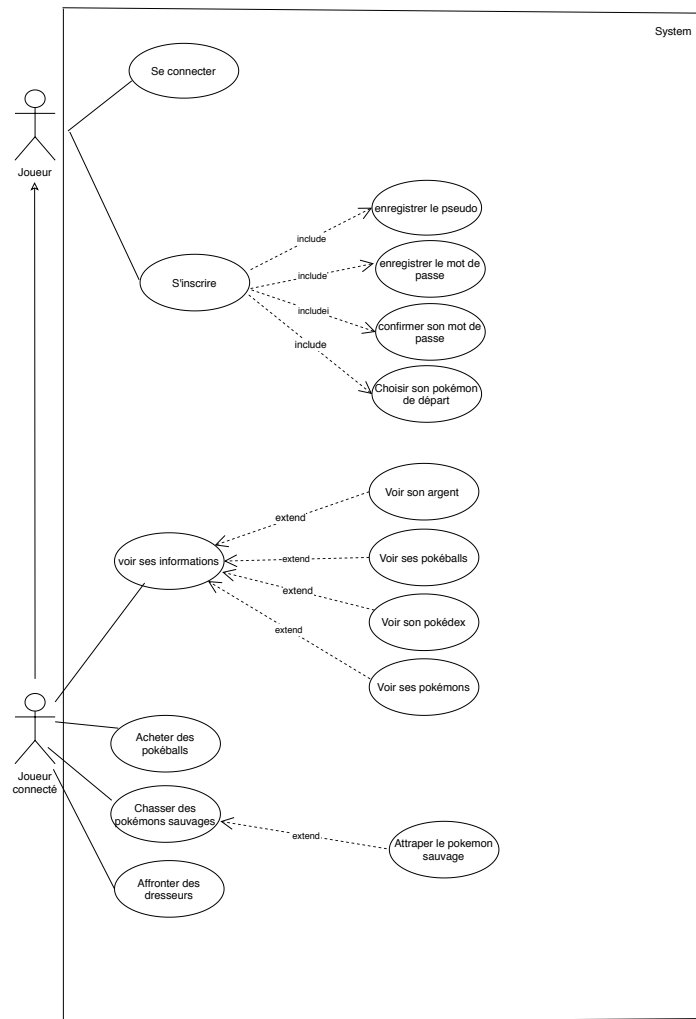 System
Se connecter
Joueur
enregistrer le pseudo
include
enregistrer le mot de
passe
include
S'inscrire
includei
confirmer son mot de
passe
include
Choisir son pokémon
de départ
Voir son argent
extend
voir ses informations
extend
Voir ses pokéballs
extend
Voir son pokédex
extend
Voir ses pokémons
Acheter des
pokéballs
Joueur
connecté
Chasser des
pokémons sauvages
extend
Attraper le pokemon
sauvage
Affronter des
dresseurs